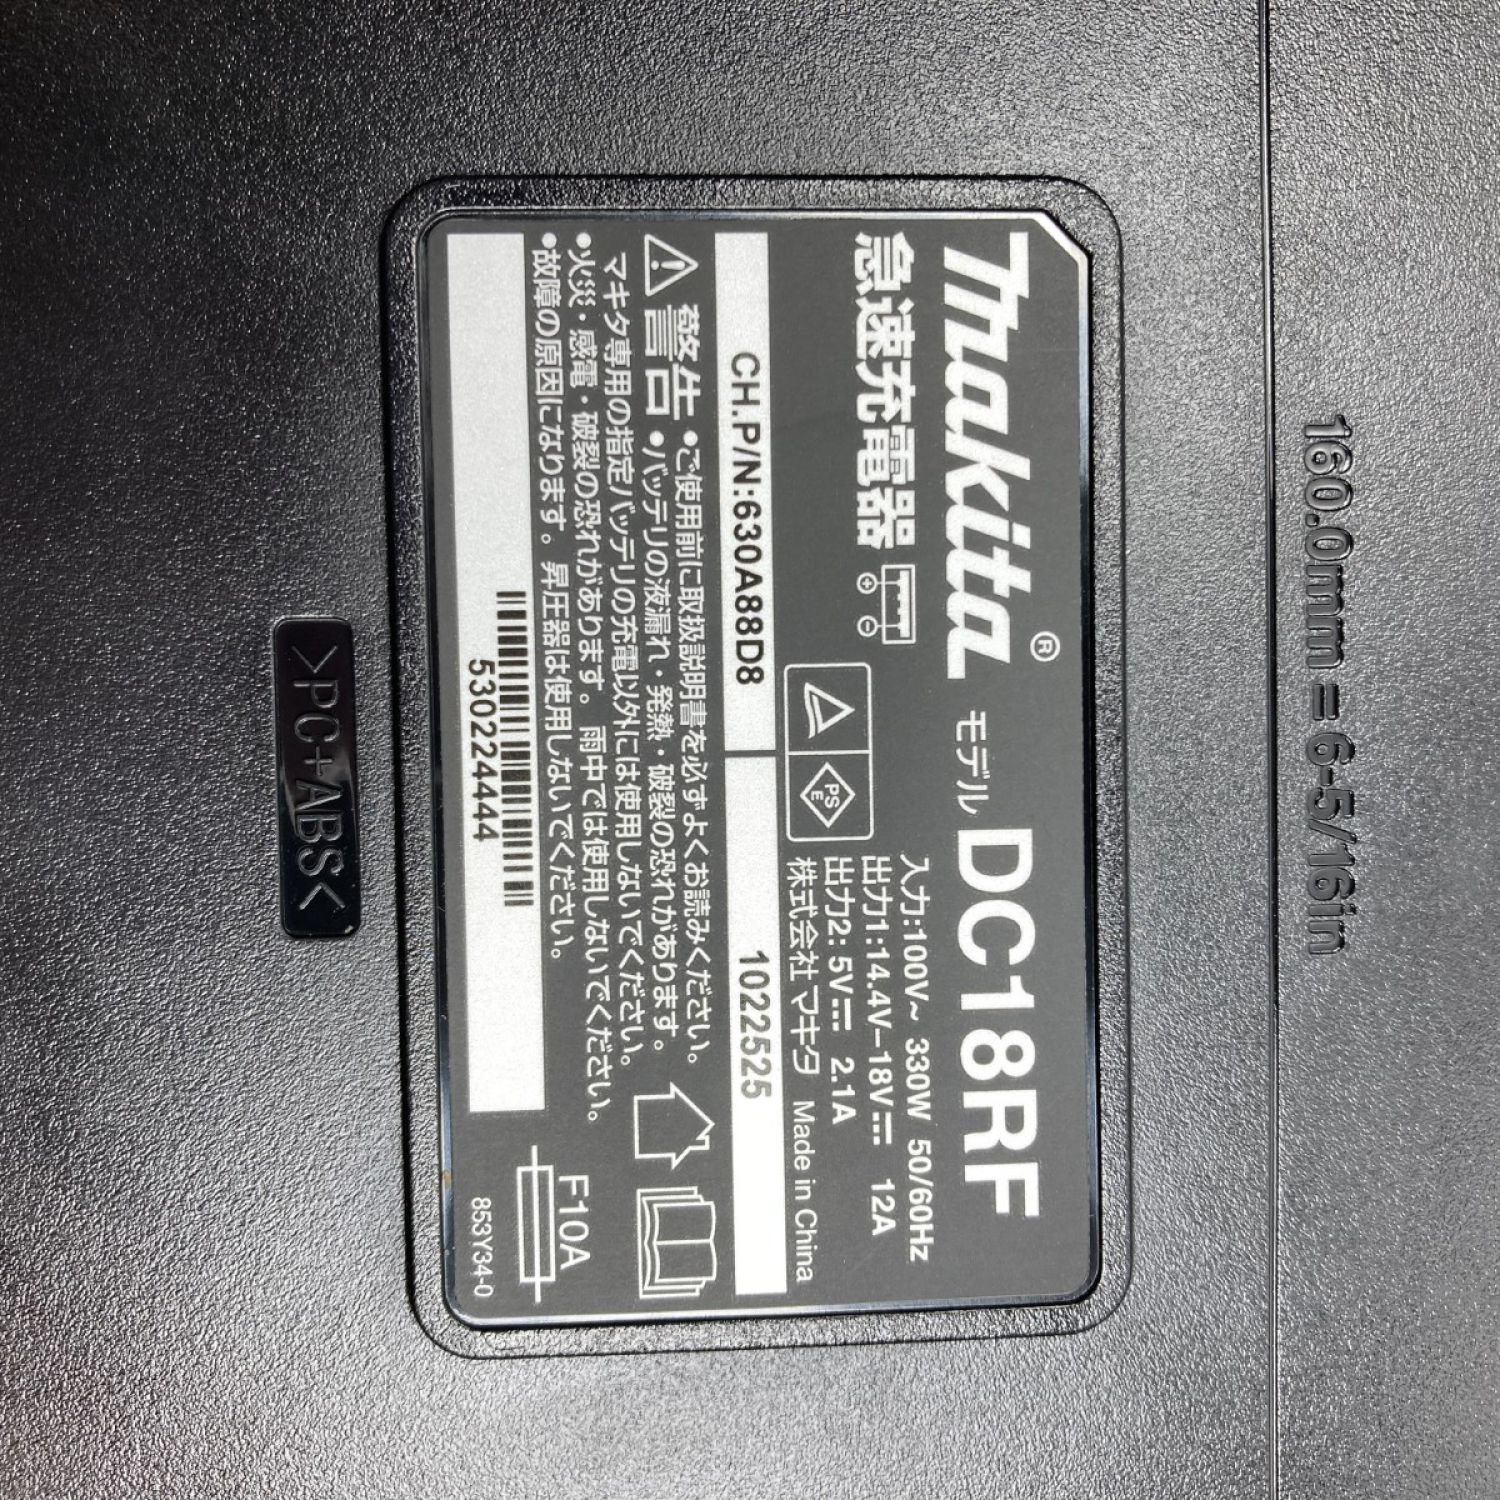 160.0mm = 6-5/16in
makita® モデル DC18RF
急速充電器
入力:100V~ 330W 50/60Hz
出力1:14.4V–18V⎓ 12A
出力2: 5V⎓ 2.1A
PS
E
株式会社マキタ Made in China
CH.P/N:630A88D8
1022525
警告
•ご使用前に取扱説明書を必ずよくお読みください。
•バッテリの液漏れ・発熱・破裂の恐れがあります。
マキタ専用の指定バッテリの充電以外には使用しないでください。
•火災・感電・破裂の恐れがあります。雨中では使用しないでください。
•故障の原因になります。昇圧器は使用しないでください。
F10A
530224444
853Y34-0
>PC+ABS<